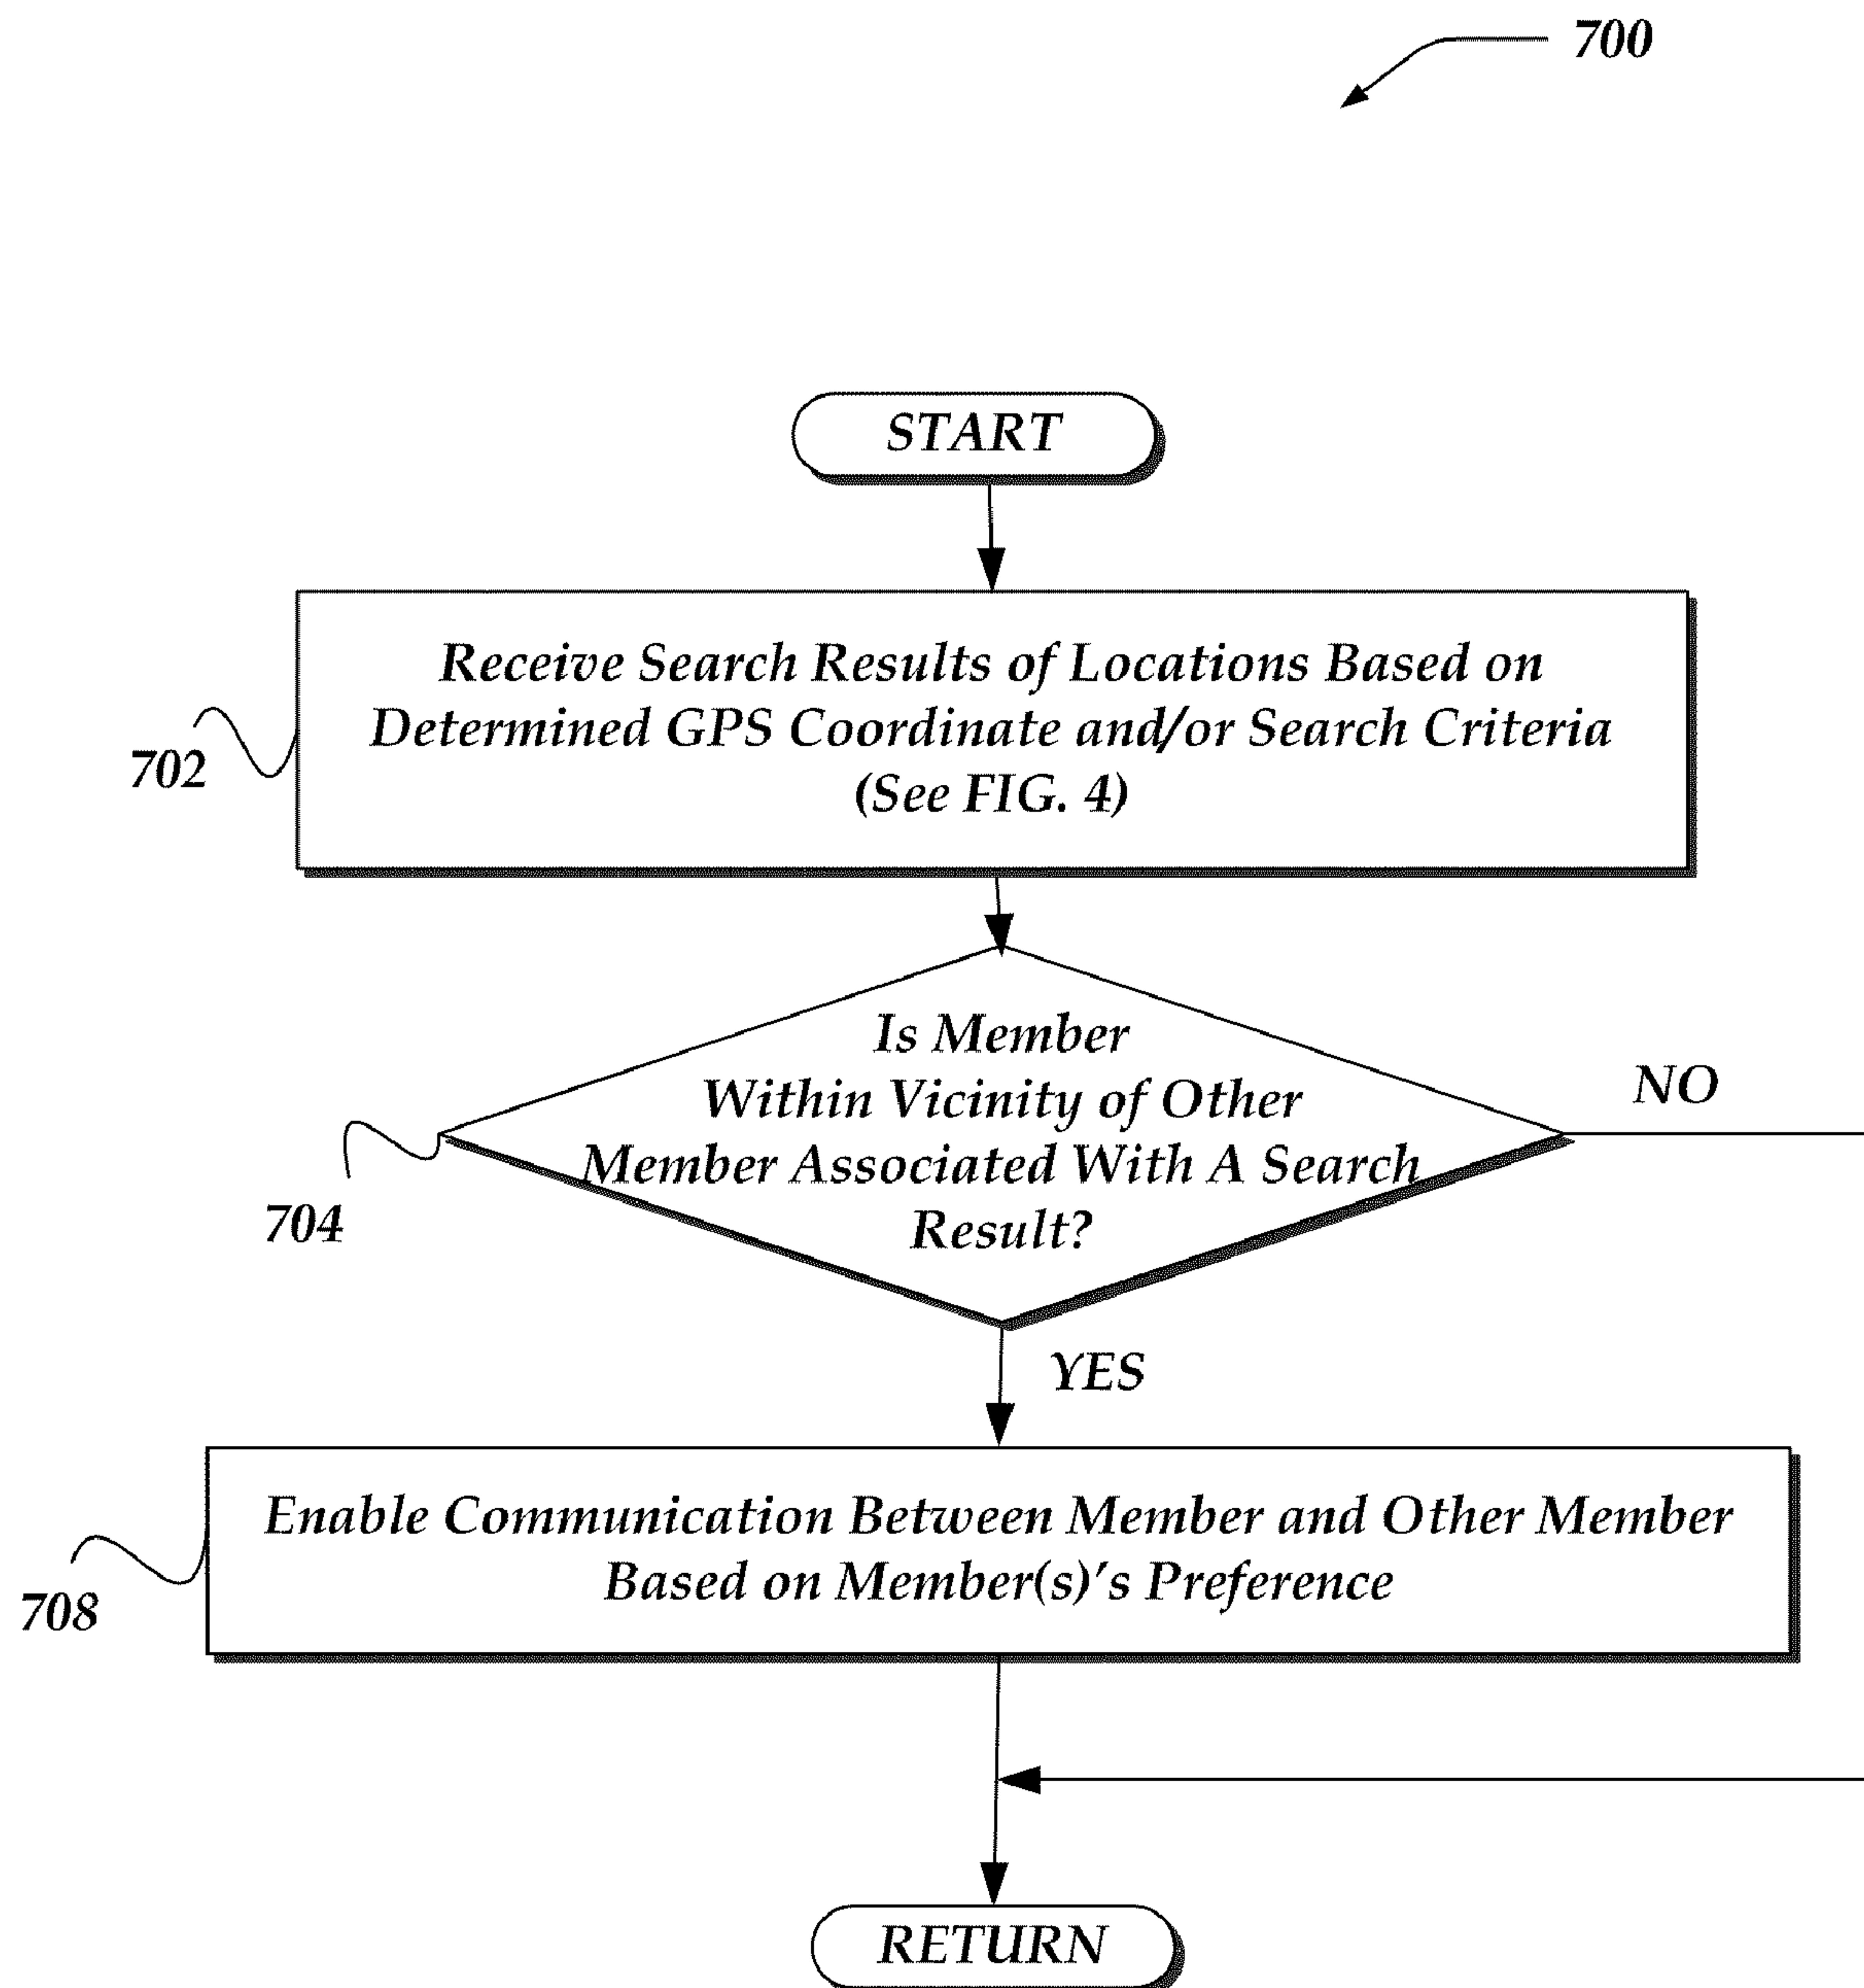 700
START
Receive Search Results of Locations Based on
Determined GPS Coordinate and/or Search Criteria
(See FIG. 4)
702
Is Member
Within Vicinity of Other
Member Associated With A Search
Result?
NO
704
YES
Enable Communication Between Member and Other Member
Based on Member(s)'s Preference
708
RETURN